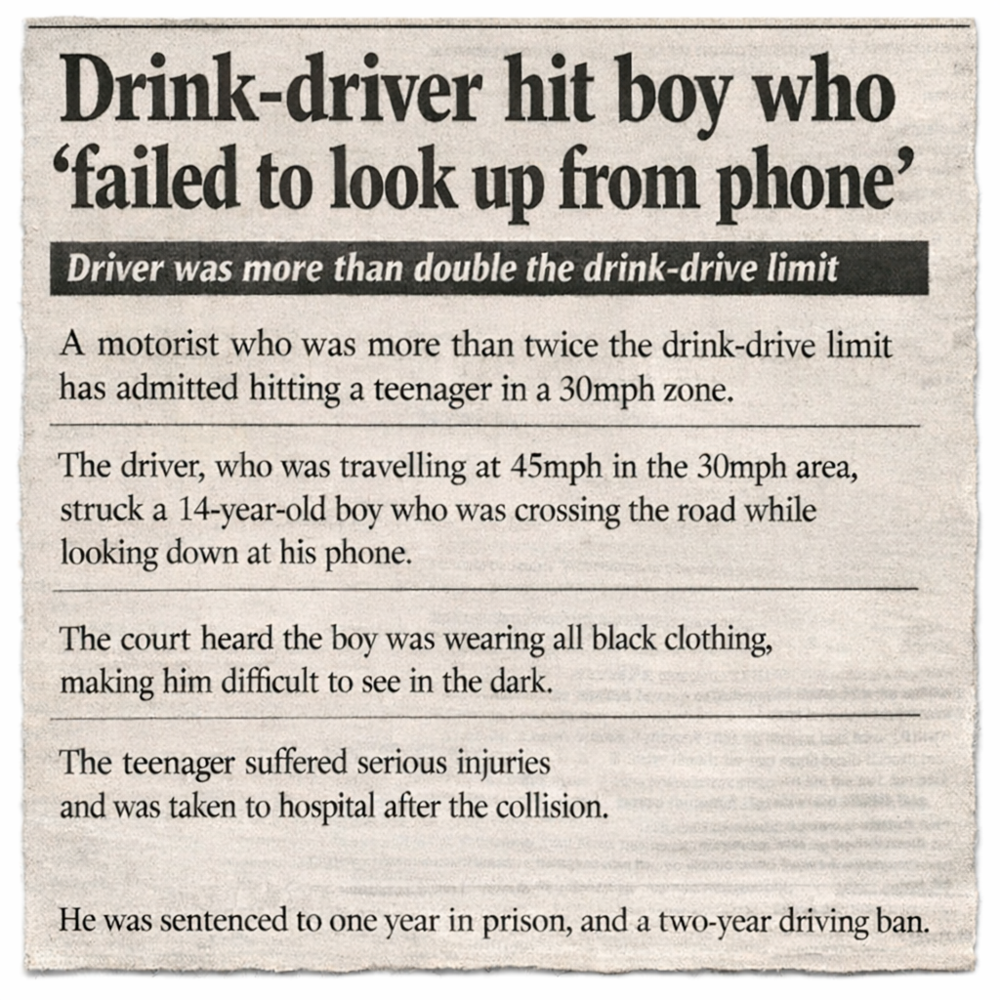 Drink-driver hit boy who
‘failed to look up from phone’
Driver was more than double the drink-drive limit
A motorist who was more than twice the drink-drive limit
has admitted hitting a teenager in a 30mph zone.
The driver, who was travelling at 45mph in the 30mph area,
struck a 14-year-old boy who was crossing the road while
looking down at his phone.
The court heard the boy was wearing all black clothing,
making him difficult to see in the dark.
The teenager suffered serious injuries
and was taken to hospital after the collision.
He was sentenced to one year in prison, and a two-year driving ban.